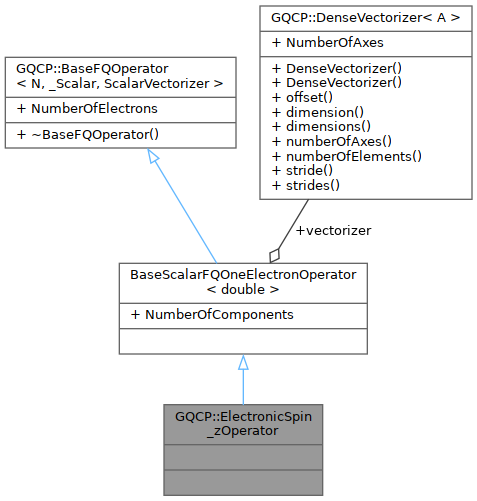 GQCP::DenseVectorizer< A >
+ NumberOfAxes
+ DenseVectorizer()
+ DenseVectorizer()
+ offset()
+ dimension()
+ dimensions()
+ numberOfAxes()
+ numberOfElements()
+ stride()
+ strides()
GQCP::BaseFQOperator
< N, _Scalar, ScalarVectorizer >
+ NumberOfElectrons
+ ~BaseFQOperator()
+vectorizer
BaseScalarFQOneElectronOperator
< double >
+ NumberOfComponents
GQCP::ElectronicSpin
_zOperator